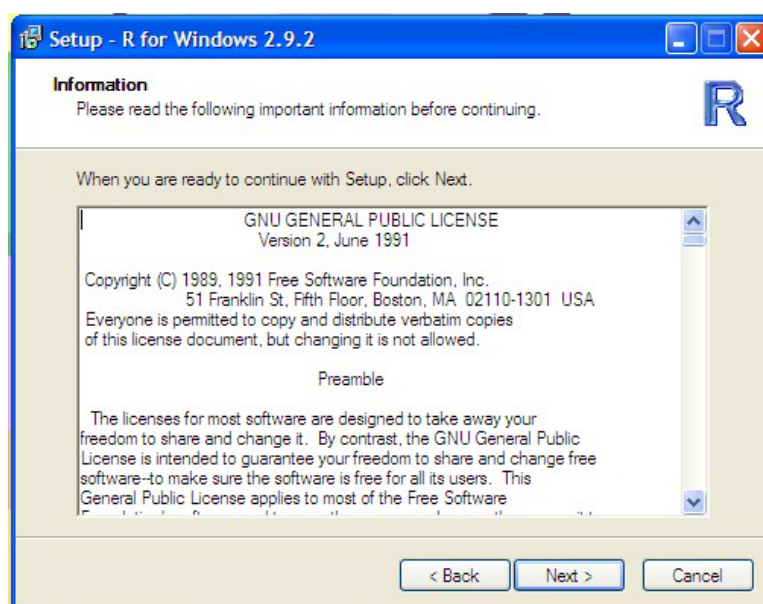 Setup - R for Windows 2.9.2
Information
Please read the following important information before continuing.
R
When you are ready to continue with Setup, click Next.
GNU GENERAL PUBLIC LICENSE
Version 2, June 1991
Copyright (C) 1989, 1991 Free Software Foundation, Inc.
51 Franklin St, Fifth Floor, Boston, MA 02110-1301 USA
Everyone is permitted to copy and distribute verbatim copies
of this license document, but changing it is not allowed.
Preamble
The licenses for most software are designed to take away your
freedom to share and change it. By contrast, the GNU General Public
License is intended to guarantee your freedom to share and change free
software--to make sure the software is free for all its users. This
General Public License applies to most of the Free Software
< Back
Next >
Cancel